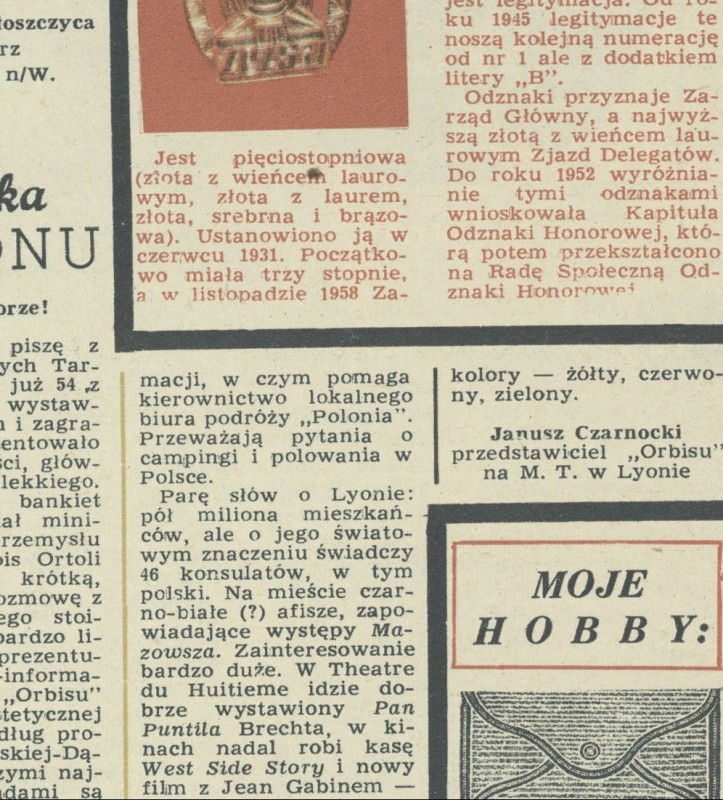 łoszczyca
rz
n/W.
ka
ONU
orze!
piszę z
ych Tar-
już 54 z
wystaw-
n i zagra-
entowało
ści, głów-
lekkiego.
bankiet
ał mini-
rzemysłu
ois Ortoli
krótką,
ozmowę z
ego stoi-
bardzo li-
prezentu-
-informa-
„Orbisu”
stetycznej
dług pro-
skiej-Dą-
zymi naj-
adami są
Jest pięciostopniowa
(złota z wieńcem lauro-
wym, złota z laurem,
złota, srebrna i brązo-
wa). Ustanowiono ją w
czerwcu 1931. Początko-
wo miała trzy stopnie,
a w listopadzie 1958 Za-
jest legitymacja. Od ro-
ku 1945 legitymacje te
noszą kolejną numerację
od nr 1 ale z dodatkiem
litery „B”.
Odznaki przyznaje Za-
rząd Główny, a najwyż-
szą złotą z wieńcem lau-
rowym Zjazd Delegatów.
Do roku 1952 wyróżnia-
nie tymi odznakami
wnioskowała Kapituła
Odznaki Honorowej, któ-
rą potem przekształcono
na Radę Społeczną Od-
znaki Honorowej
macji, w czym pomaga
kierownictwo lokalnego
biura podróży „Polonia”.
Przeważają pytania o
campingi i polowania w
Polsce.
Parę słów o Lyonie:
pół miliona mieszkań-
ców, ale o jego świato-
wym znaczeniu świadczy
46 konsulatów, w tym
polski. Na mieście czar-
no-białe (?) afisze, zapo-
wiadające występy Ma-
zowsza. Zainteresowanie
bardzo duże. W Theatre
du Huitieme idzie do-
brze wystawiony Pan
Puntila Brechta, w ki-
nach nadal robi kasę
West Side Story i nowy
film z Jean Gabinem —
kolory — żółty, czerwo-
ny, zielony.
Janusz Czarnocki
przedstawiciel „Orbisu”
na M. T. w Lyonie
MOJE
HOBBY: